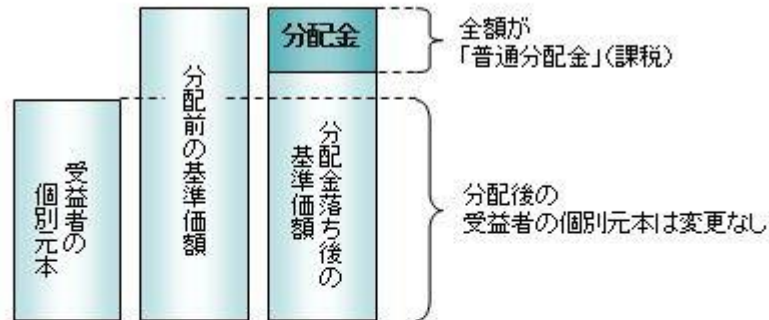 受益者の
個別元本
分配前の基準価額
分配金
分配金落ち後の
基準価額
全額が
「普通分配金」(課税)
分配後の
受益者の個別元本は変更なし